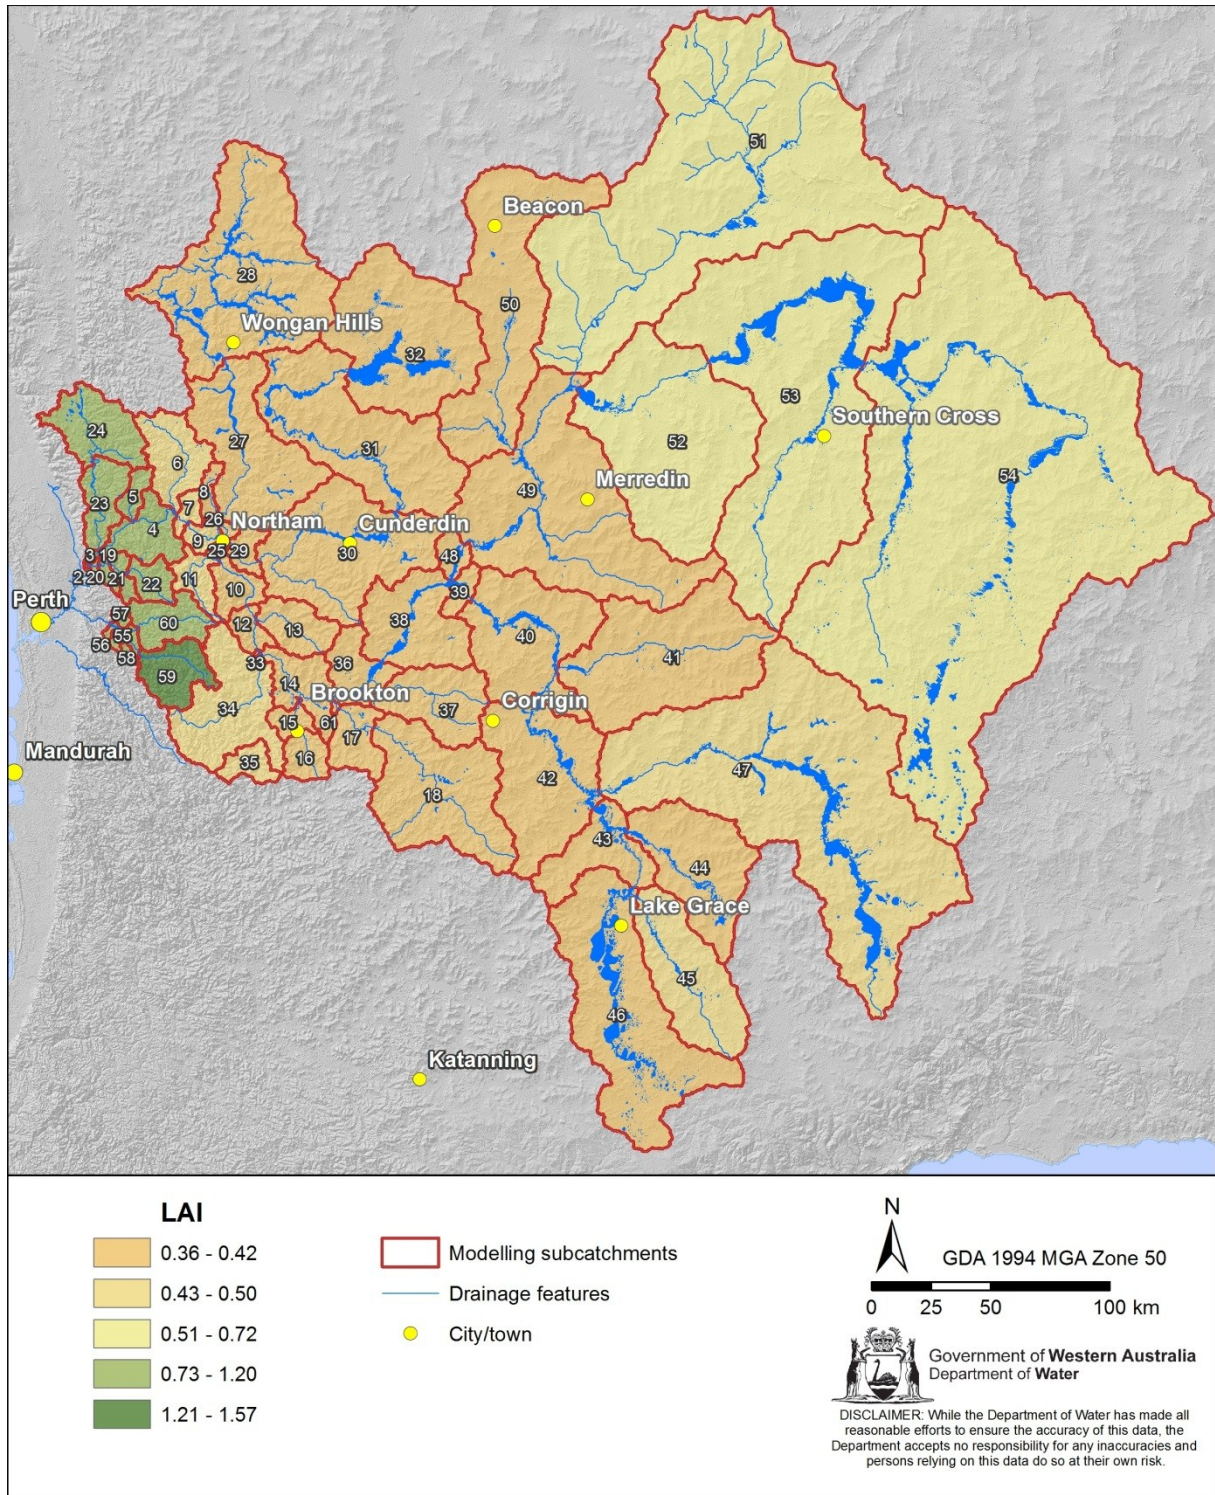 51
Beacon
28
50
Wongan Hills
32
53
Southern Cross
24
27
52
6
31
54
Merredin
23
5
8
49
7
4
26
Northam
Cunderdin
9
25
29
30
48
3
19
2
20
21
22
11
10
39
Perth
57
60
12
13
38
40
56
55
58
33
36
41
59
14
Brookton
34
37
Corrigin
15
61
Mandurah
35
16
17
47
42
18
43
44
Lake Grace
45
46
Katanning
LAI
0.36 - 0.42
0.43 - 0.50
0.51 - 0.72
0.73 - 1.20
1.21 - 1.57
Modelling subcatchments
Drainage features
City/town
N
GDA 1994 MGA Zone 50
0 25 50 100 km
Government of Western Australia
Department of Water
DISCLAIMER: While the Department of Water has made all
reasonable efforts to ensure the accuracy of this data, the
Department accepts no responsibility for any inaccuracies and
persons relying on this data do so at their own risk.